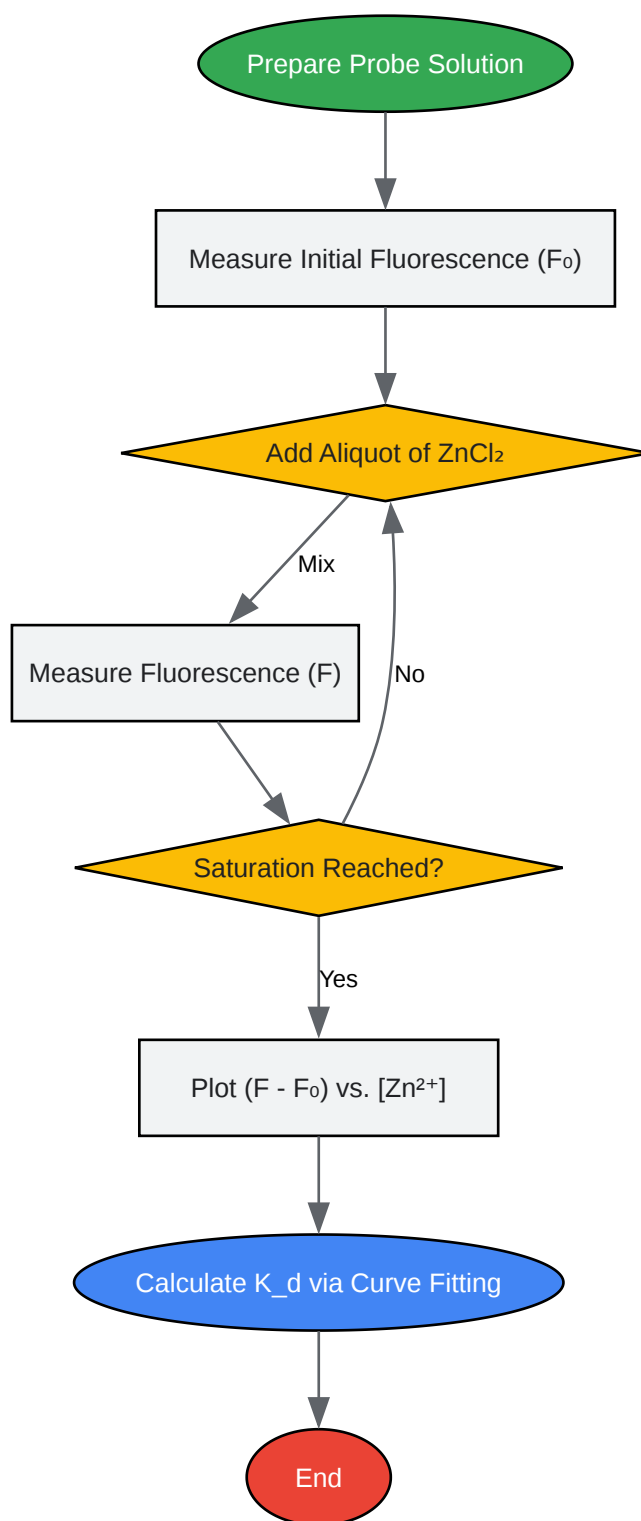 Prepare Probe Solution
Measure Initial Fluorescence (F₀)
Add Aliquot of ZnCl₂
Mix
Measure Fluorescence (F)
No
Saturation Reached?
Yes
Plot (F - F₀) vs. [Zn²⁺]
Calculate K_d via Curve Fitting
End